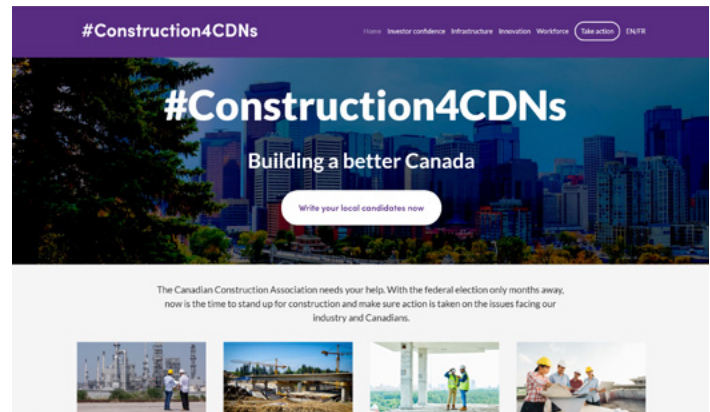 #Construction4CDNs
Home Investor confidence Infrastructure Innovation Workforce Take action EN/FR
#Construction4CDNs
Building a better Canada
Write your local candidates now
The Canadian Construction Association needs your help. With the federal election only months away,
now is the time to stand up for construction and make sure action is taken on the issues facing our
industry and Canadians.